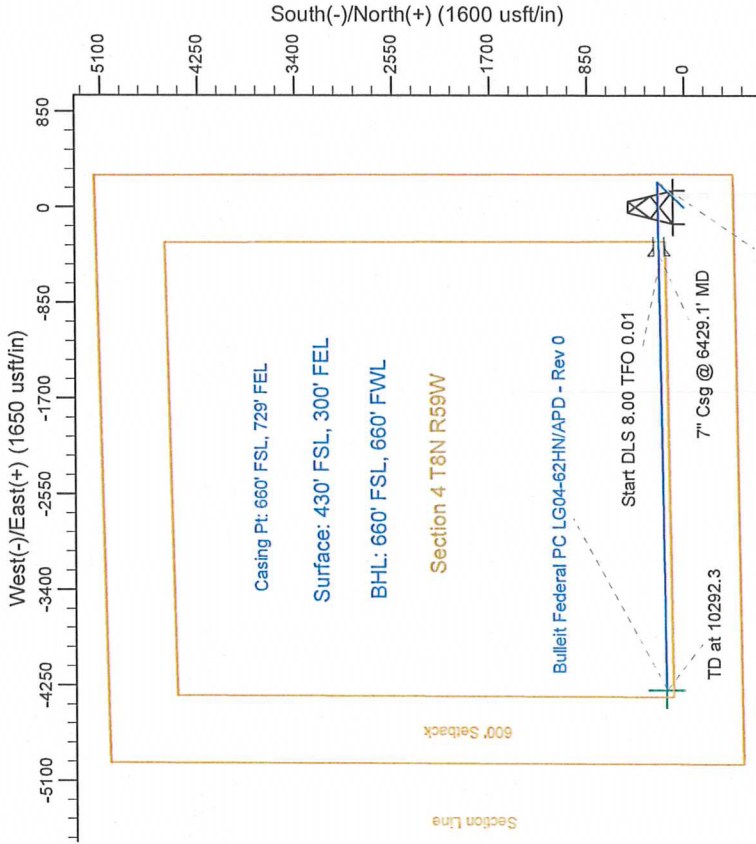 South(-)/North(+) (1600 usft/in)
5100
4250
3400
2550
1700
850
0
West(-)/East(+) (1650 usft/in)
850
0
-850
-1700
-2550
-3400
-4250
-5100
Casing Pt: 660' FSL, 729' FEL
Surface: 430' FSL, 300' FEL
BHL: 660' FSL, 660' FWL
Section 4 T8N R59W
Bulleit Federal PC LG04-62HN/APD - Rev 0
Start DLS 8.00 TFO 0.01
7" Csg @ 6429.1' MD
TD at 10292.3
600' Setback
Section Line